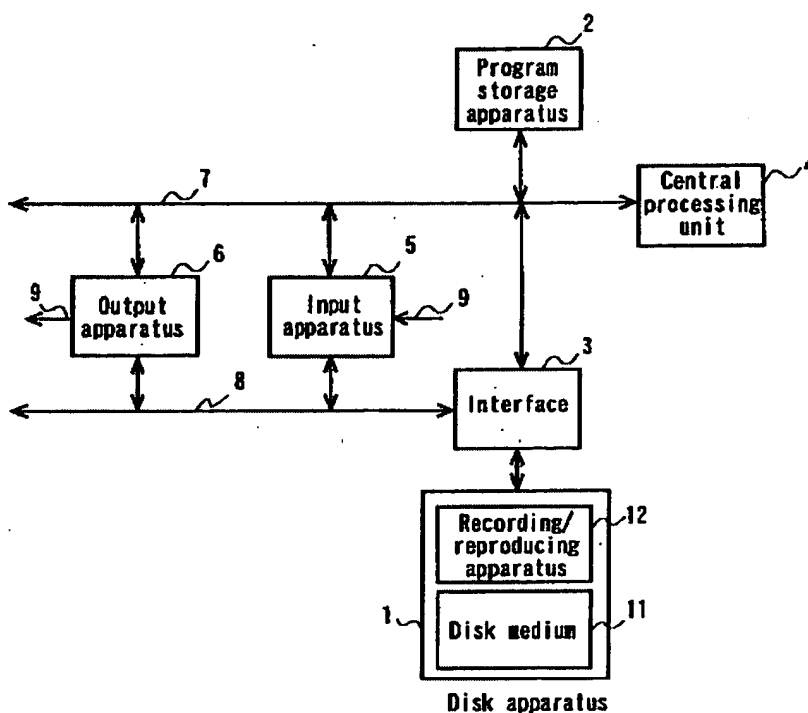 2
Program
storage
apparatus
4
Central
processing
unit
7
6
5
9
Output
apparatus
Input
apparatus
9
3
8
Interface
Recording/
reproducing
apparatus
12
1
Disk medium
11
Disk apparatus